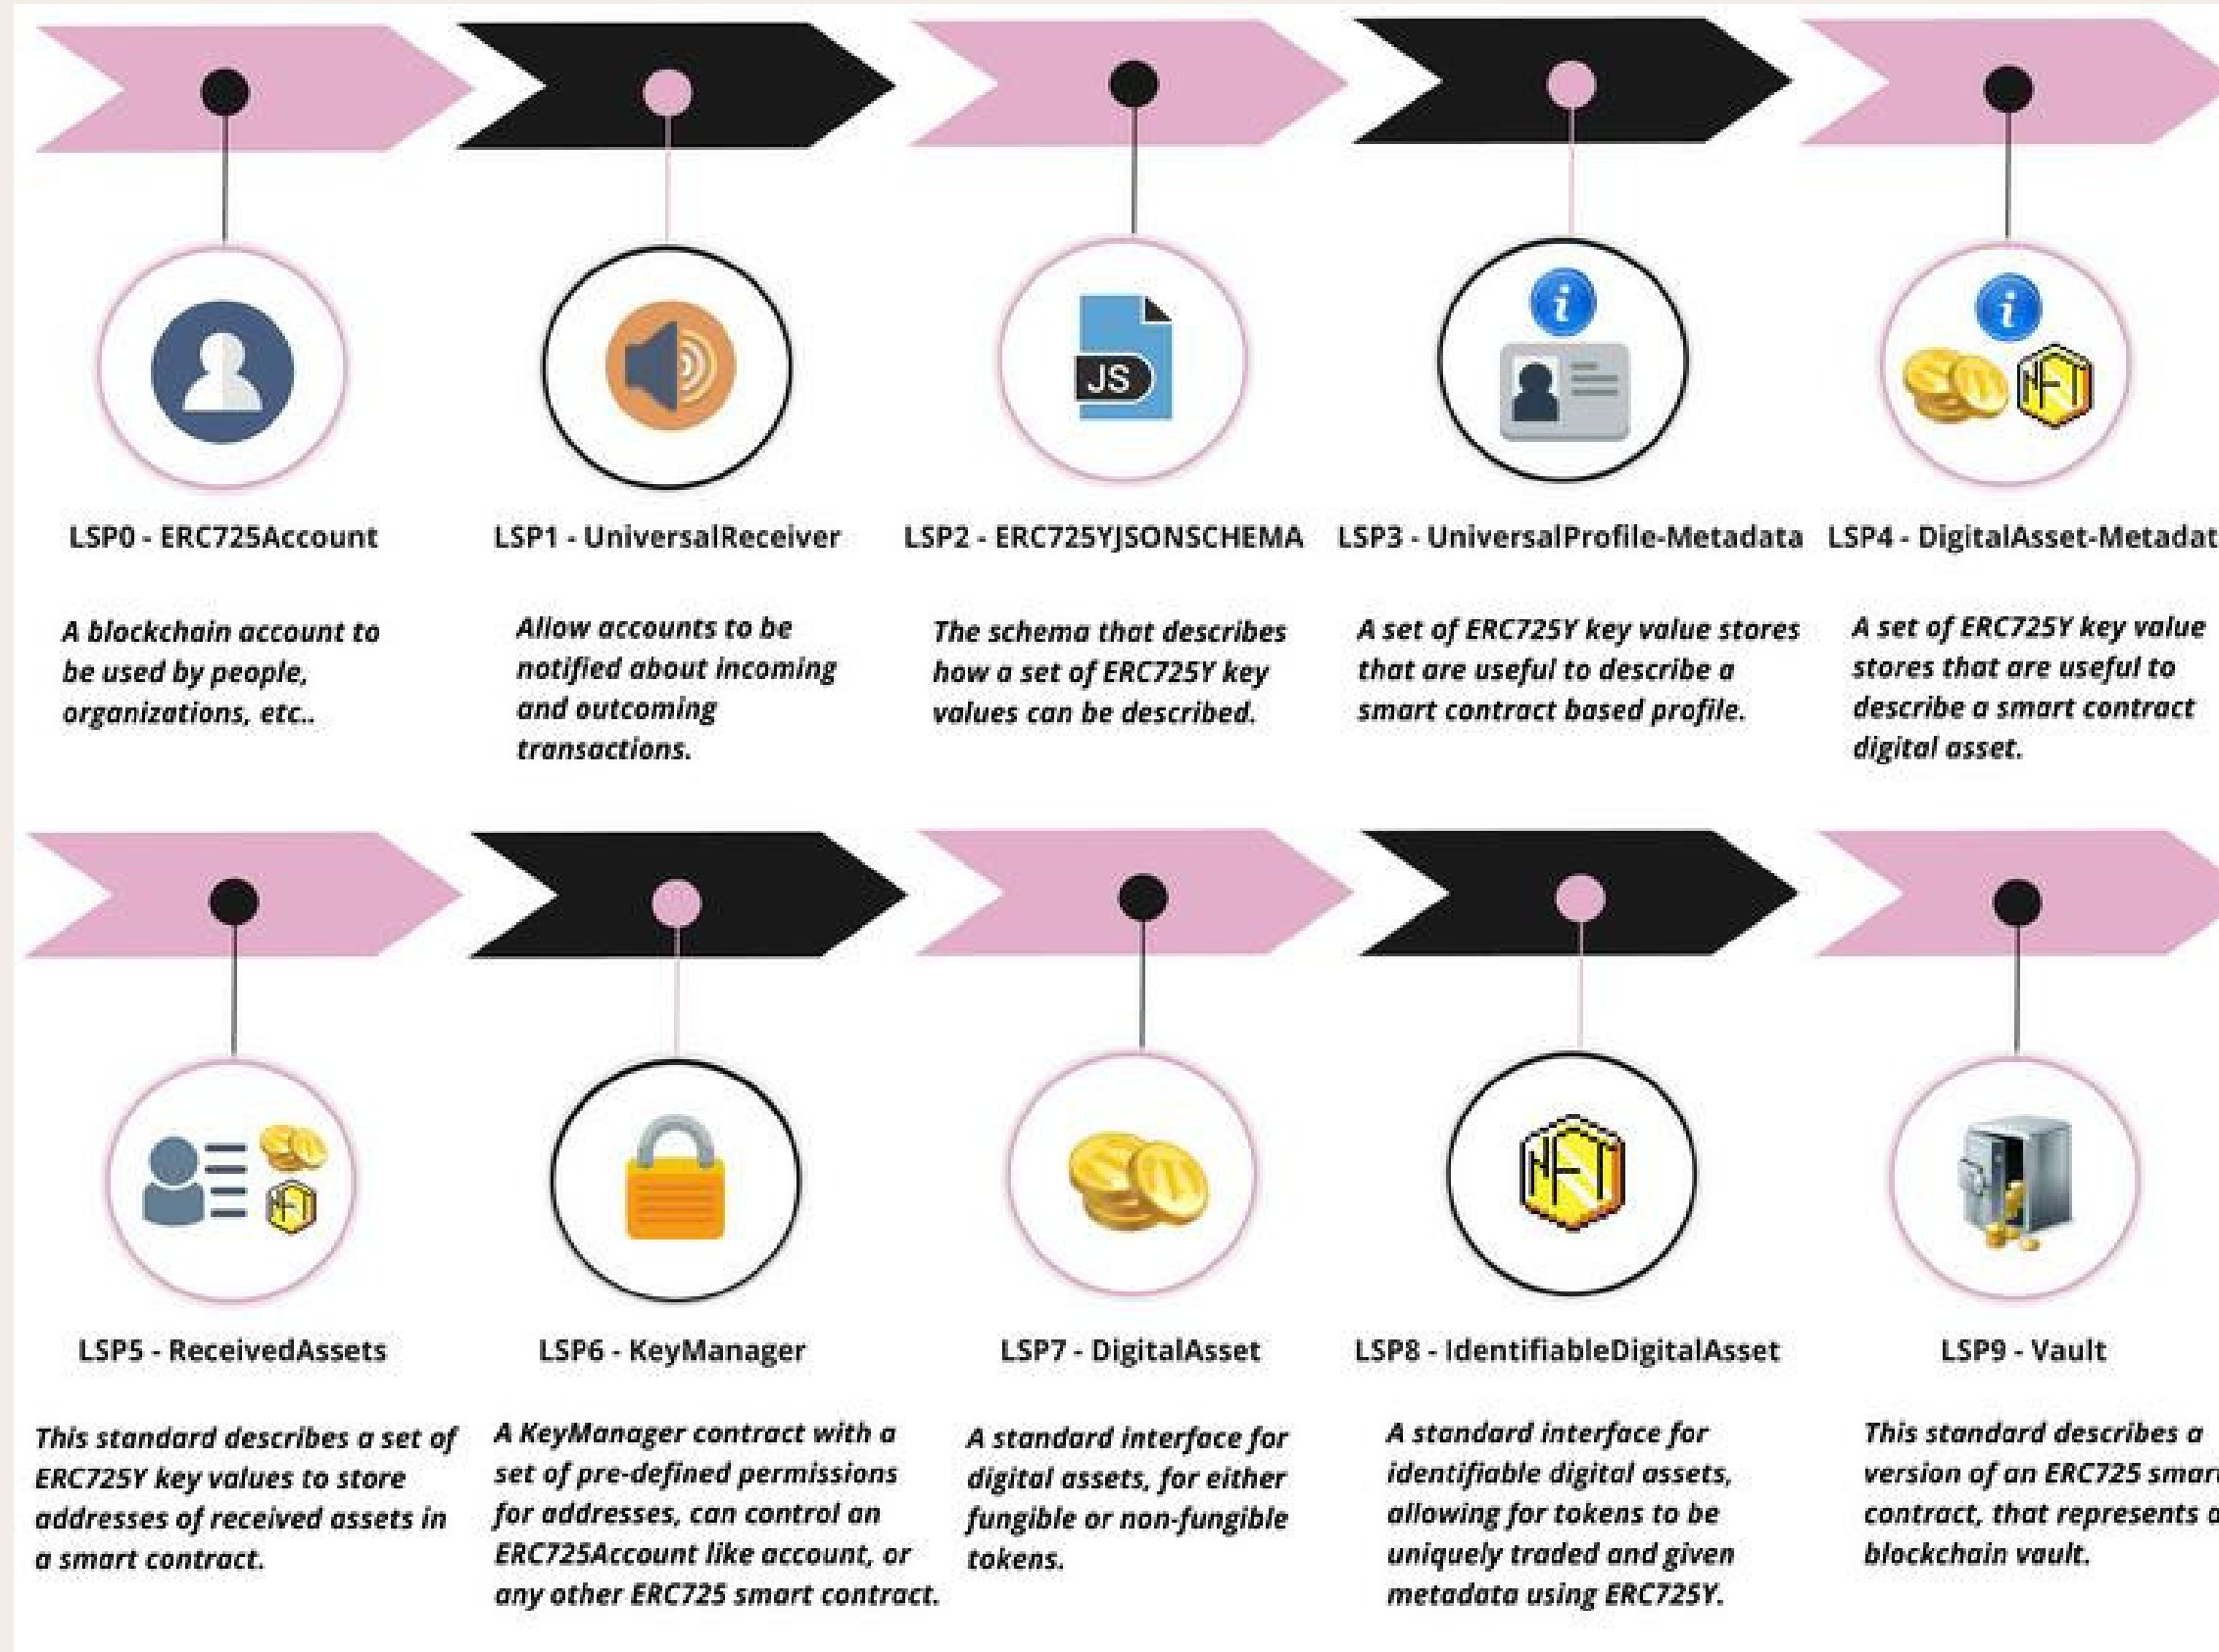 JS
i
i
NFT
LSP0 - ERC725Account
LSP1 - UniversalReceiver
LSP2 - ERC725YJSONSCHEMA
LSP3 - UniversalProfile-Metadata
LSP4 - DigitalAsset-Metadat
A blockchain account to
be used by people,
organizations, etc..
Allow accounts to be
notified about incoming
and outcoming
transactions.
The schema that describes
how a set of ERC725Y key
values can be described.
A set of ERC725Y key value stores
that are useful to describe a
smart contract based profile.
A set of ERC725Y key value
stores that are useful to
describe a smart contract
digital asset.
NFT
NFT
LSP5 - ReceivedAssets
LSP6 - KeyManager
LSP7 - DigitalAsset
LSP8 - IdentifiableDigitalAsset
LSP9 - Vault
This standard describes a set of
ERC725Y key values to store
addresses of received assets in
a smart contract.
A KeyManager contract with a
set of pre-defined permissions
for addresses, can control an
ERC725Account like account, or
any other ERC725 smart contract.
A standard interface for
digital assets, for either
fungible or non-fungible
tokens.
A standard interface for
identifiable digital assets,
allowing for tokens to be
uniquely traded and given
metadata using ERC725Y.
This standard describes a
version of an ERC725 smar
contract, that represents a
blockchain vault.